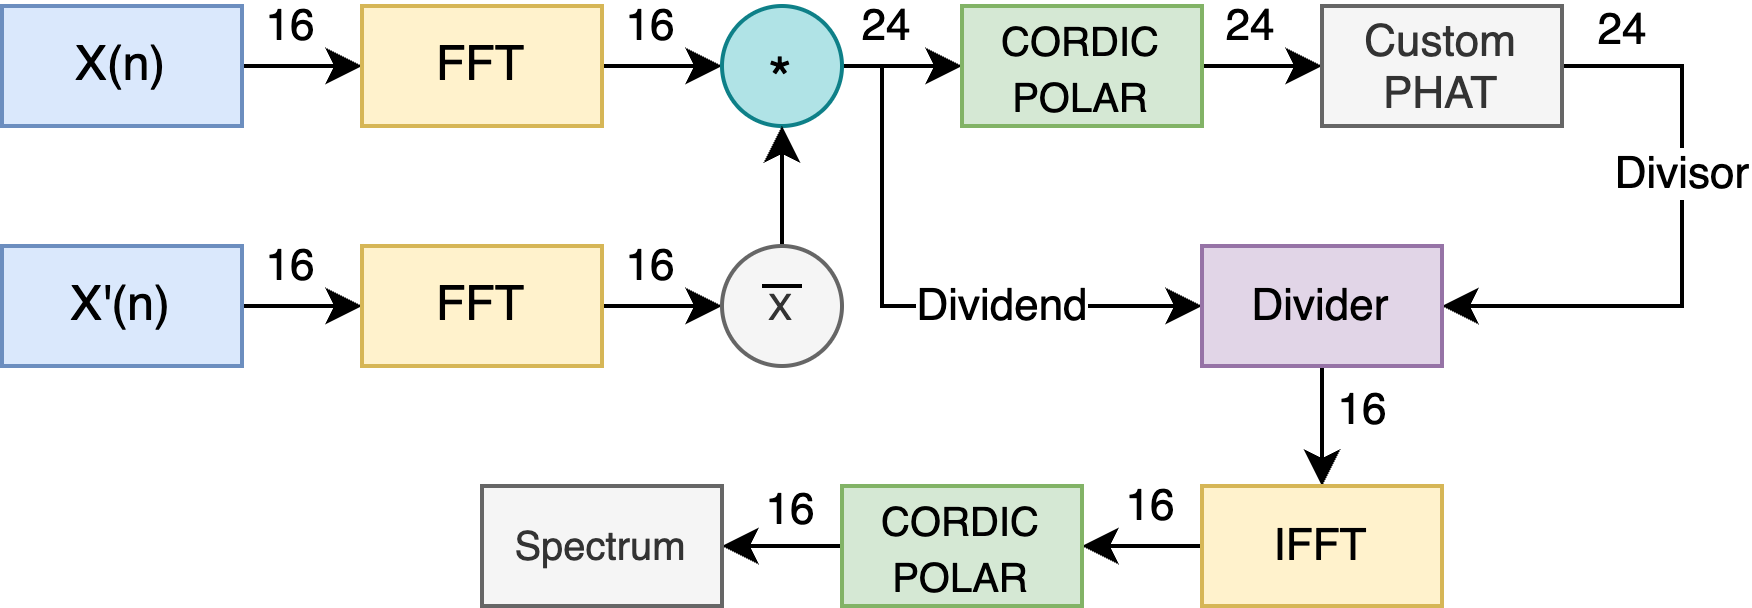 X(n)
16
FFT
16
*
24
CORDIC
POLAR
24
Custom
PHAT
24
Divisor
X'(n)
16
FFT
16
x̅
Dividend
Divider
16
Spectrum
16
CORDIC
POLAR
16
IFFT